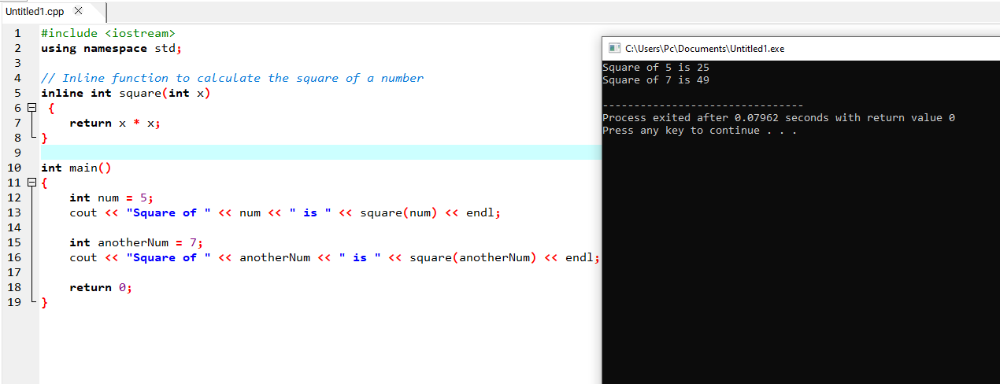 Untitled1.cpp
1 #include <iostream>
2 using namespace std;
3
4 // Inline function to calculate the square of a number
5 inline int square(int x)
6 {
7 return x * x;
8 }
9
10 int main()
11 {
12 int num = 5;
13 cout << "Square of " << num << " is " << square(num) << endl;
14
15 int anotherNum = 7;
16 cout << "Square of " << anotherNum << " is " << square(anotherNum) << endl;
17
18 return 0;
19 }
C:\Users\Pc\Documents\Untitled1.exe
Square of 5 is 25
Square of 7 is 49
--------------------------------
Process exited after 0.07962 seconds with return value 0
Press any key to continue . . .